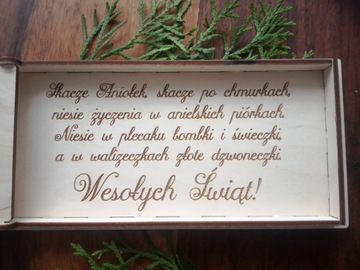 Skacze Aniołek, skacze po chmurkach,
niesie życzenia w anielskich piórkach.
Niesie w plecaku bombki i świeczki,
a w walizeczkach złote dzwoneczki.
Wesołych Świąt!